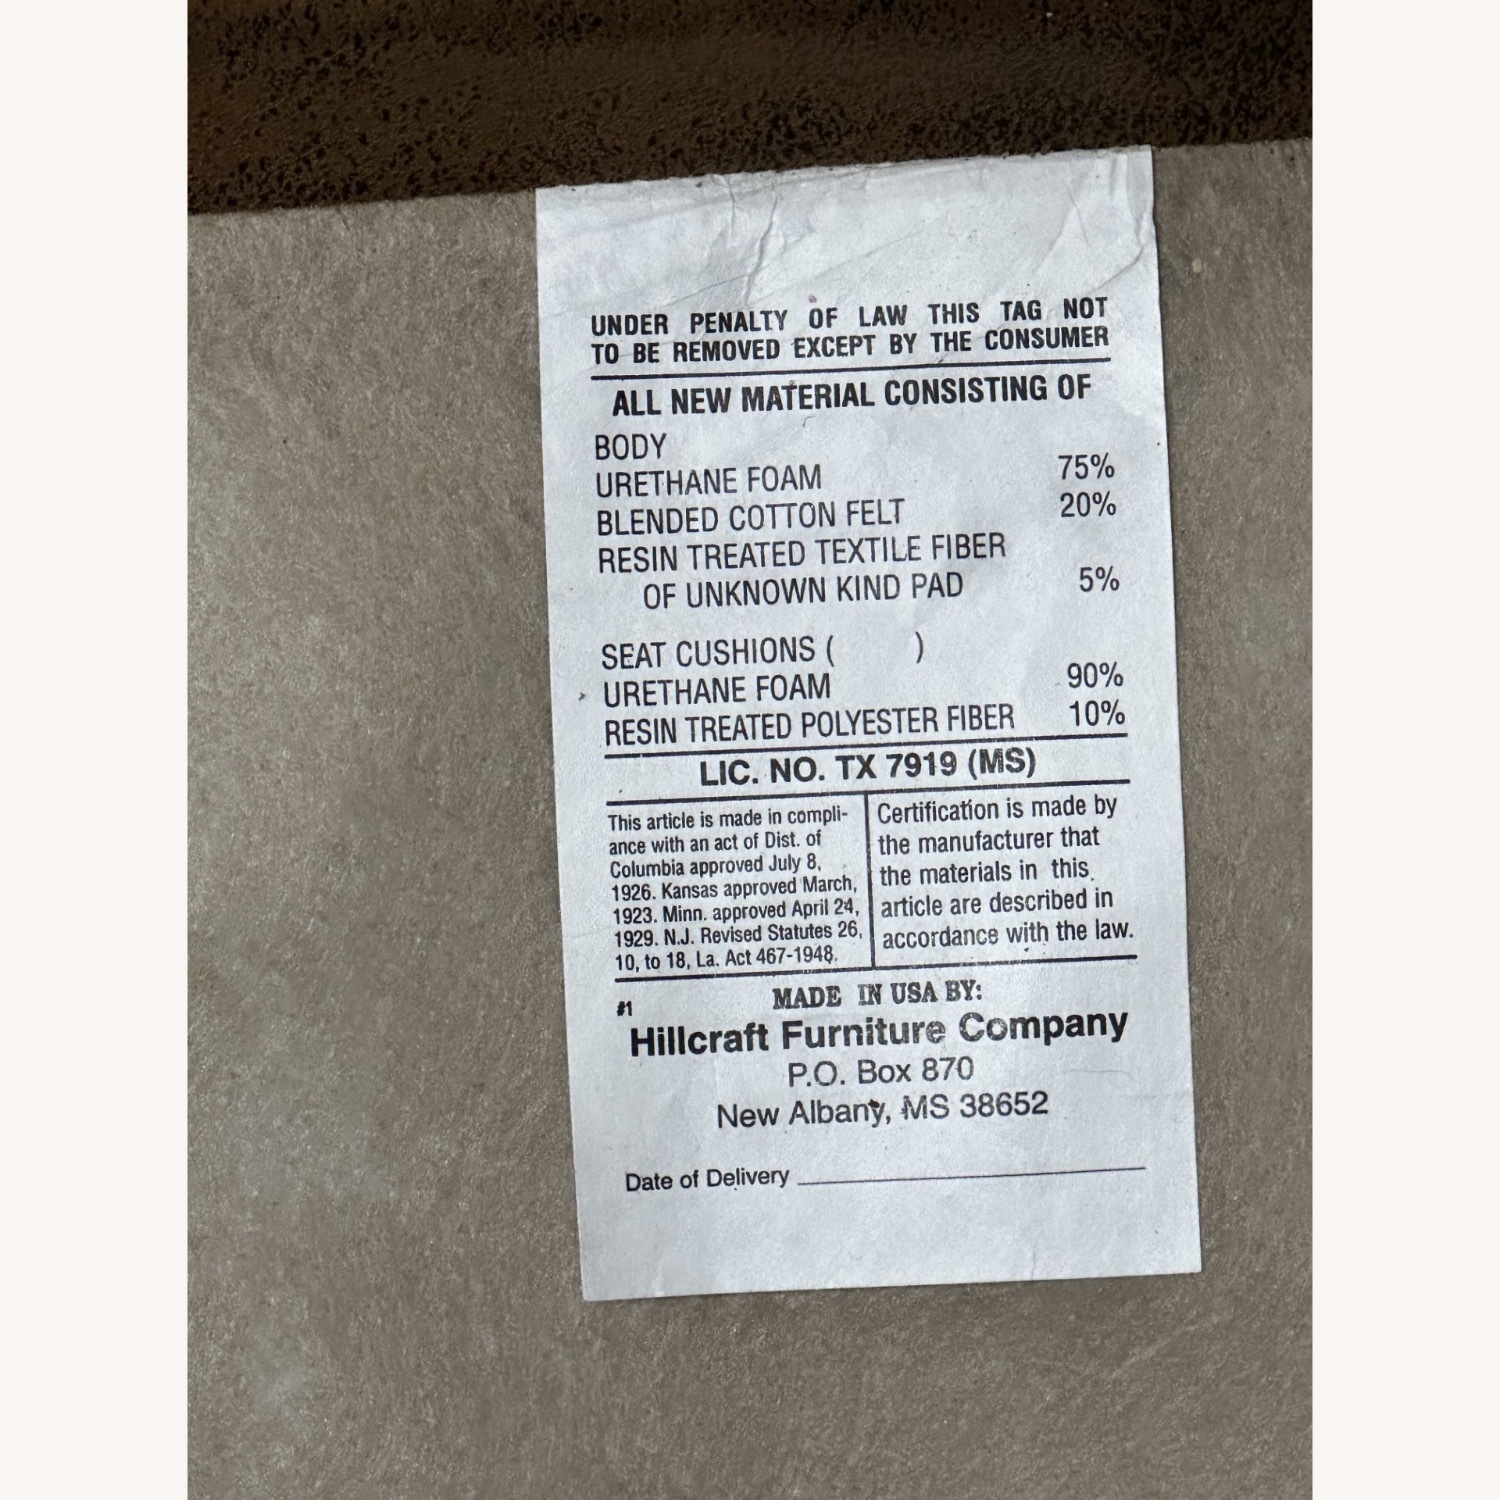 UNDER PENALTY OF LAW THIS TAG NOT
TO BE REMOVED EXCEPT BY THE CONSUMER
ALL NEW MATERIAL CONSISTING OF
BODY
URETHANE FOAM 75%
BLENDED COTTON FELT 20%
RESIN TREATED TEXTILE FIBER
OF UNKNOWN KIND PAD 5%
SEAT CUSHIONS ( )
URETHANE FOAM 90%
RESIN TREATED POLYESTER FIBER 10%
LIC. NO. TX 7919 (MS)
This article is made in compli-
ance with an act of Dist. of
Columbia approved July 8,
1926. Kansas approved March,
1923. Minn. approved April 24,
1929. N.J. Revised Statutes 26,
10, to 18, La. Act 467-1948.
Certification is made by
the manufacturer that
the materials in this
article are described in
accordance with the law.
#1
MADE IN USA BY:
Hillcraft Furniture Company
P.O. Box 870
New Albany, MS 38652
Date of Delivery